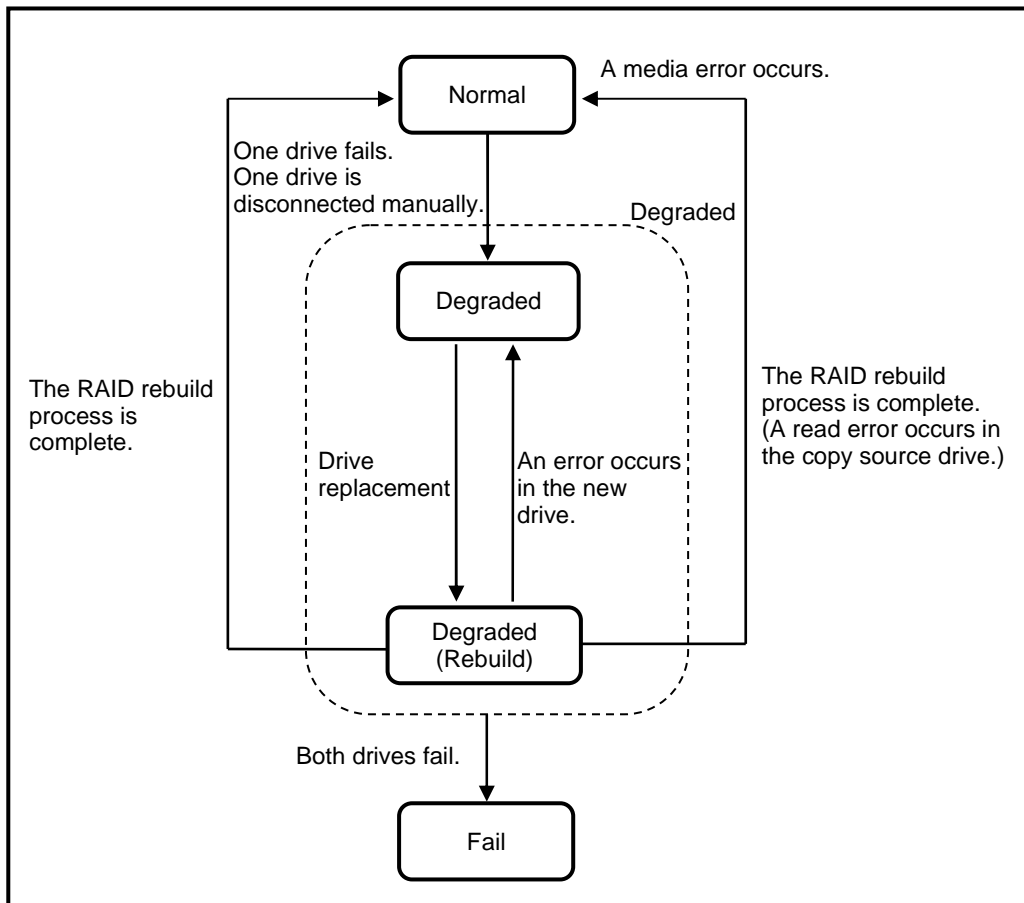 A media error occurs.
Normal
One drive fails.
One drive is
disconnected manually.
Degraded
Degraded
The RAID rebuild
process is
complete.
The RAID rebuild
process is complete.
(A read error occurs in
the copy source drive.)
Drive
replacement
An error occurs
in the new
drive.
Degraded
(Rebuild)
Both drives fail.
Fail